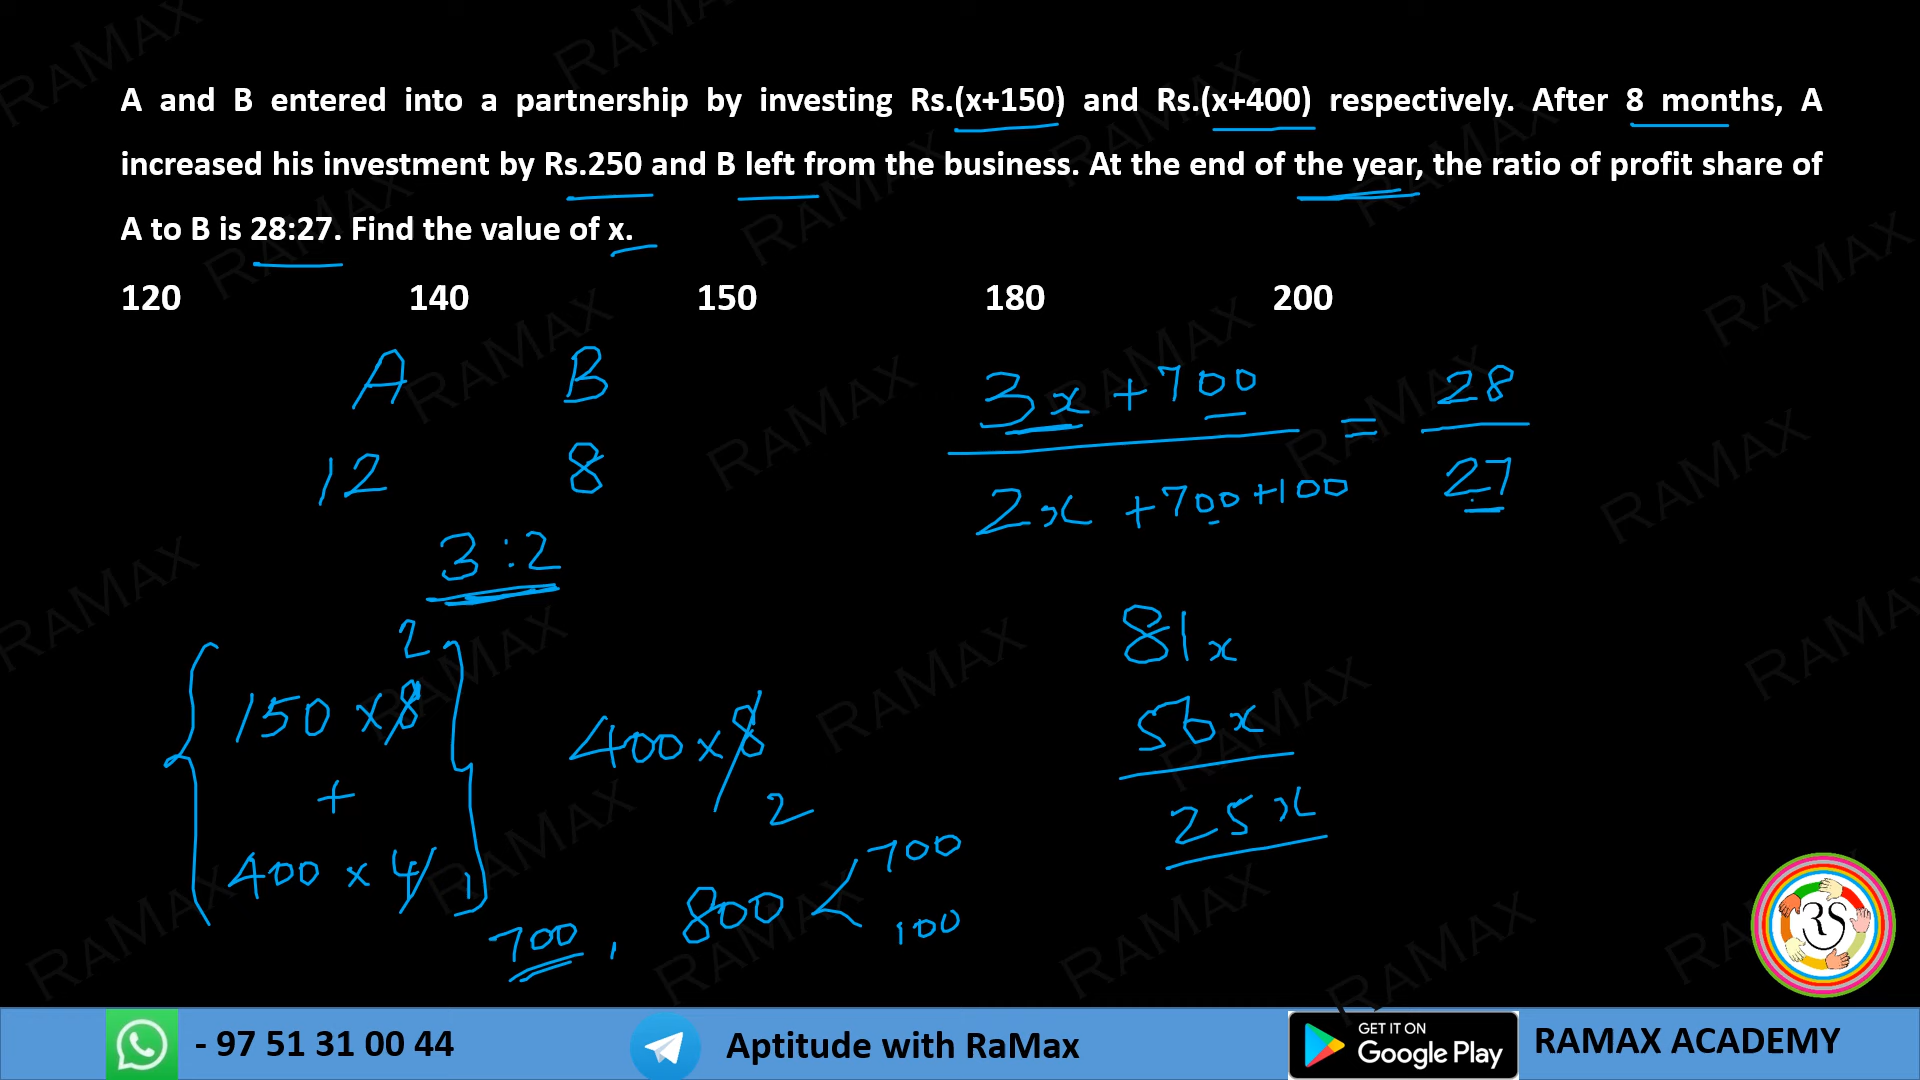 A and B entered into a partnership by investing Rs.(x+150) and Rs.(x+400) respectively. After 8 months, A
increased his investment by Rs.250 and B left from the business. At the end of the year, the ratio of profit share of
A to B is 28:27. Find the value of x.
120 140 150 180 200
A B
12 8
3 : 2
2
150 x 8
+
400 x 4 1
400 x 8
2
700 , 800 < 700
100
3x + 700 = 28
2x + 700 + 100 27
81x
56x
25x
RAMAX
RS
- 97 51 31 00 44
Aptitude with RaMax
GET IT ON
Google Play
RAMAX ACADEMY